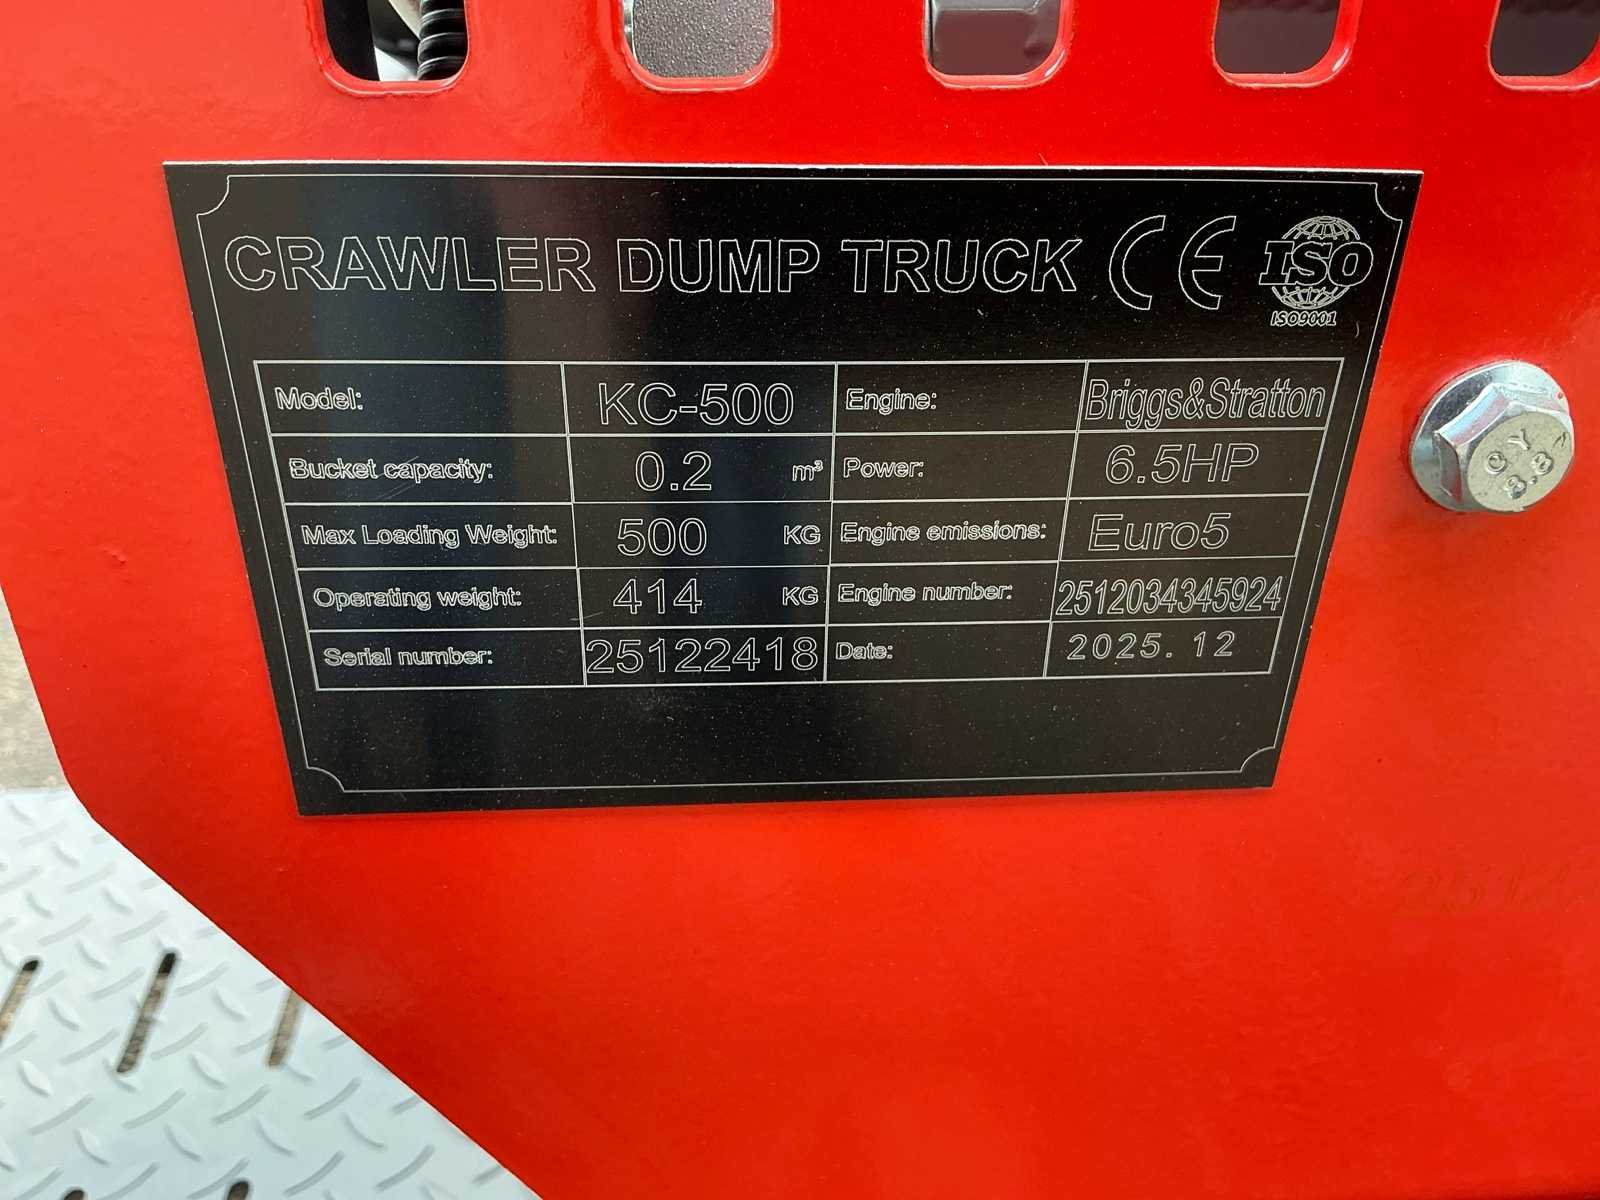 CRAWLER DUMP TRUCK CE ISO
ISO9001
Model: KC-500 Engine: Briggs&Stratton
Bucket capacity: 0.2 m³ Power: 6.5HP
Max Loading Weight: 500 KG Engine emissions: Euro5
Operating weight: 414 KG Engine number: 2512034345924
Serial number: 25122418 Date: 2025.12
8.8